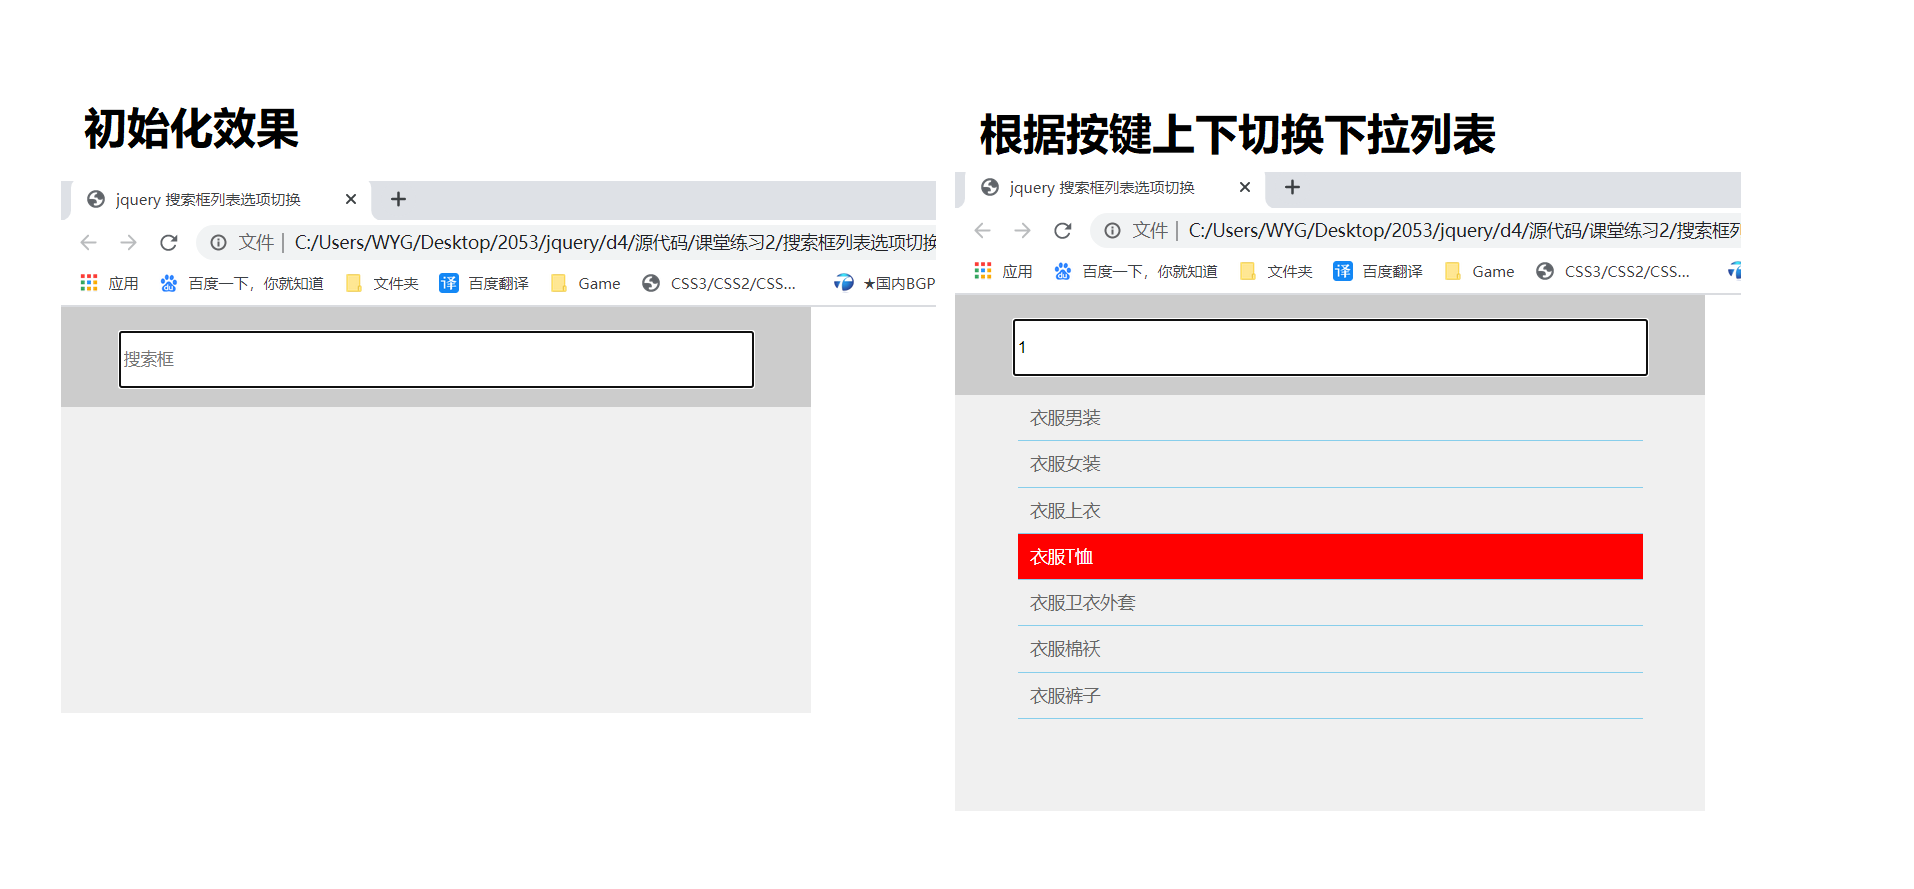 初始化效果
jquery 搜索框列表选项切换
文件 | C:/Users/WYG/Desktop/2053/jquery/d4/源代码/课堂练习2/搜索框列表选项切换
应用 百度一下，你就知道 文件夹 译 百度翻译 Game CSS3/CSS2/CSS... ★国内BGP
搜索框
根据按键上下切换下拉列表
jquery 搜索框列表选项切换
文件 | C:/Users/WYG/Desktop/2053/jquery/d4/源代码/课堂练习2/搜索框列
应用 百度一下，你就知道 文件夹 译 百度翻译 Game CSS3/CSS2/CSS...
1
衣服男装
衣服女装
衣服上衣
衣服T恤
衣服卫衣外套
衣服棉袄
衣服裤子